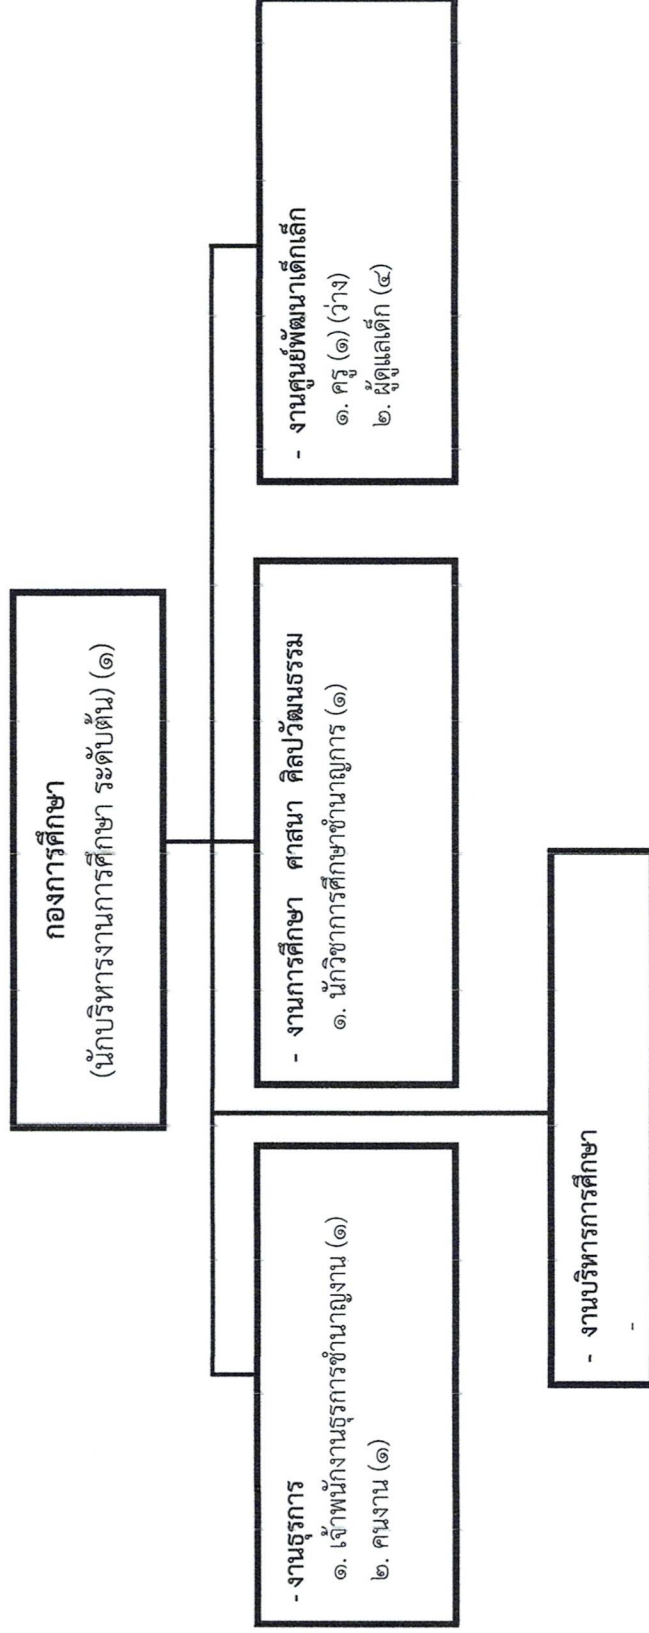 กองการศึกษา
(นักบริหารงานการศึกษา ระดับต้น) (๑)
- งานธุรการ
๑. เจ้าพนักงานธุรการชำนาญงาน (๑)
๒. คนงาน (๑)
- งานการศึกษา ศาสนา ศิลปวัฒนธรรม
๑. นักวิชาการศึกษาชำนาญการ (๑)
- งานศูนย์พัฒนาเด็กเล็ก
๑. ครู (๑) (ว่าง)
๒. ผู้ดูแลเด็ก (๔)
- งานบริหารการศึกษา
-